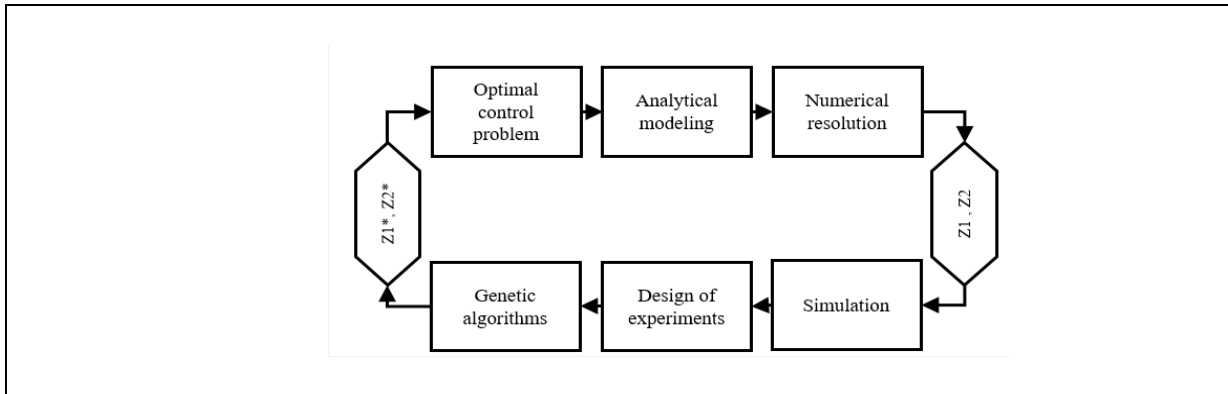 Optimal
control
problem
Analytical
modeling
Numerical
resolution
Z1*, Z2*
Z1 , Z2
Genetic
algorithms
Design of
experiments
Simulation